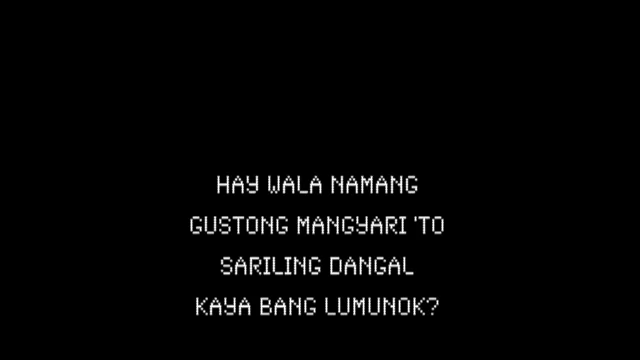 HAY WALA NAMANG
GUSTONG MANGYARI 'TO
SARILING DANGAL
KAYA BANG LUMUNOK?